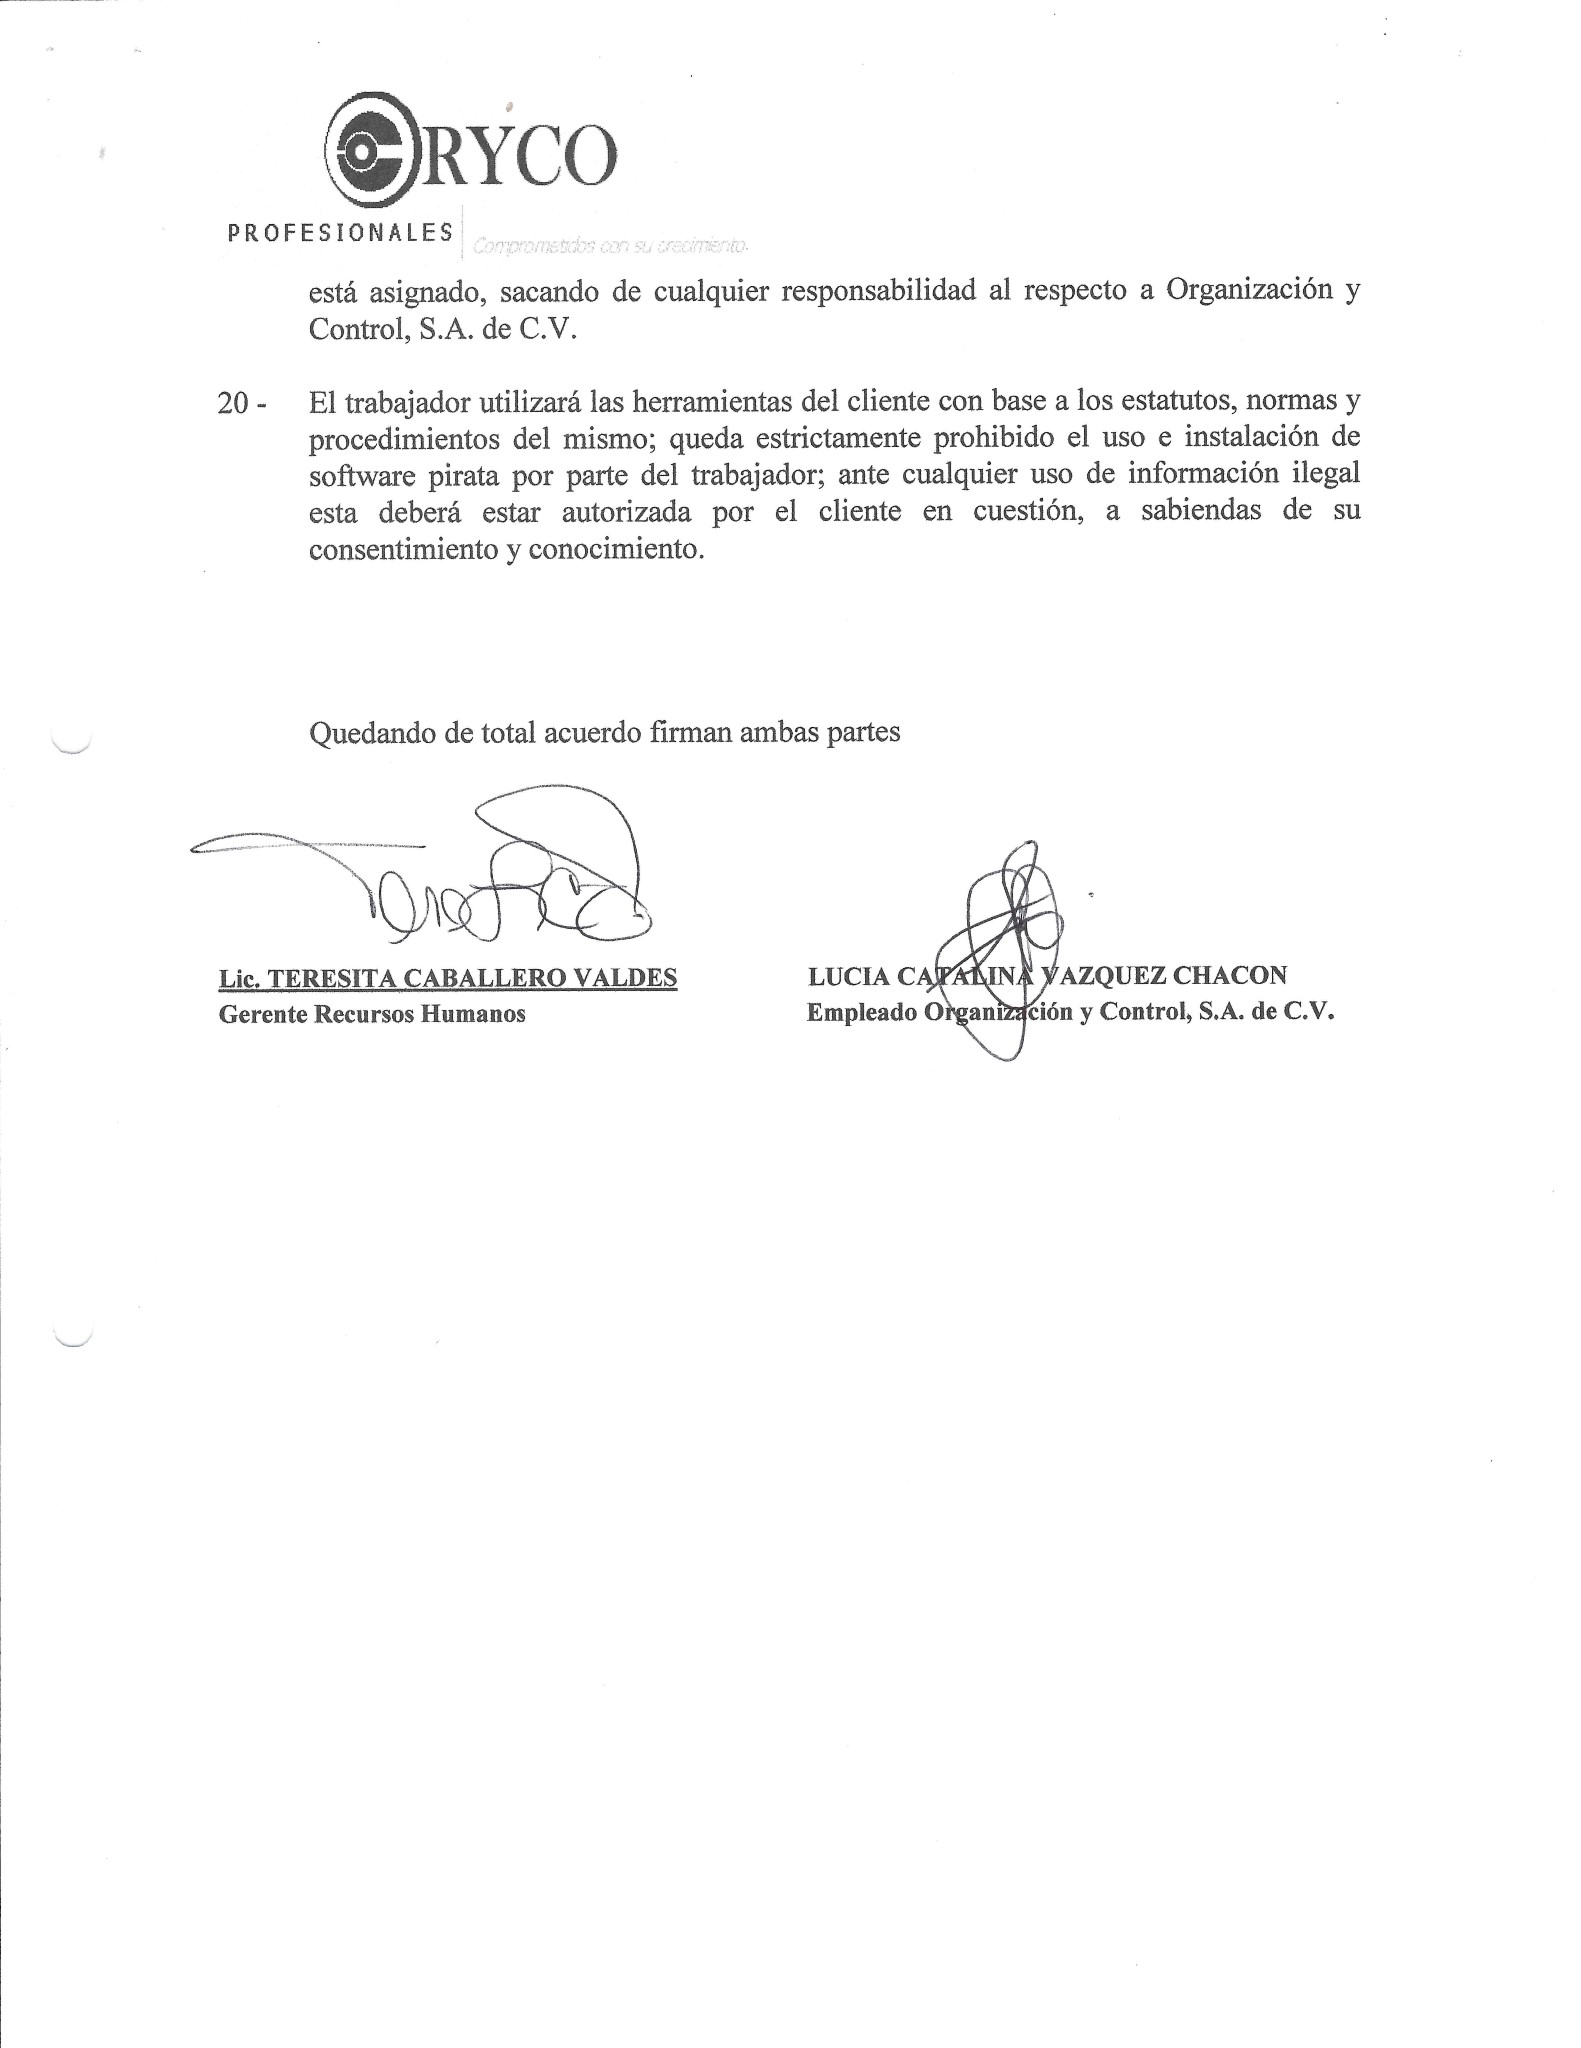 ORYCO
PROFESIONALES
Comprometidos con su crecimiento.
está asignado, sacando de cualquier responsabilidad al respecto a Organización y
Control, S.A. de C.V.
20 - El trabajador utilizará las herramientas del cliente con base a los estatutos, normas y
procedimientos del mismo; queda estrictamente prohibido el uso e instalación de
software pirata por parte del trabajador; ante cualquier uso de información ilegal
esta deberá estar autorizada por el cliente en cuestión, a sabiendas de su
consentimiento y conocimiento.
Quedando de total acuerdo firman ambas partes
Lic. TERESITA CABALLERO VALDES
Gerente Recursos Humanos
LUCIA CATALINA VAZQUEZ CHACON
Empleado Organización y Control, S.A. de C.V.